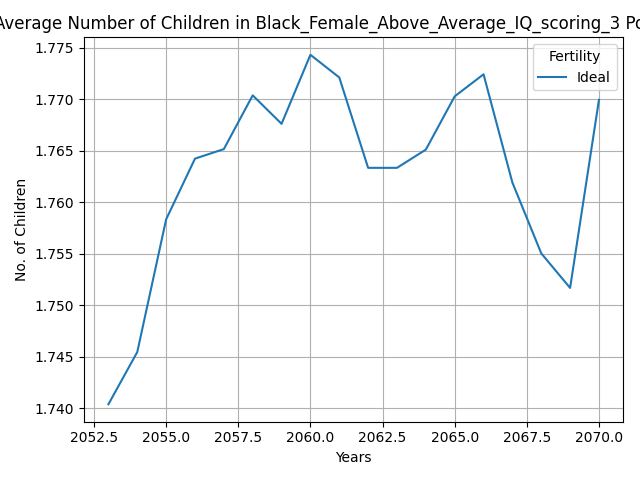 Average Number of Children in Black_Female_Above_Average_IQ_scoring_3 Po
1.775
1.770
1.765
1.760
1.755
1.750
1.745
1.740
No. of Children
Fertility
Ideal
2052.5 2055.0 2057.5 2060.0 2062.5 2065.0 2067.5 2070.0
Years